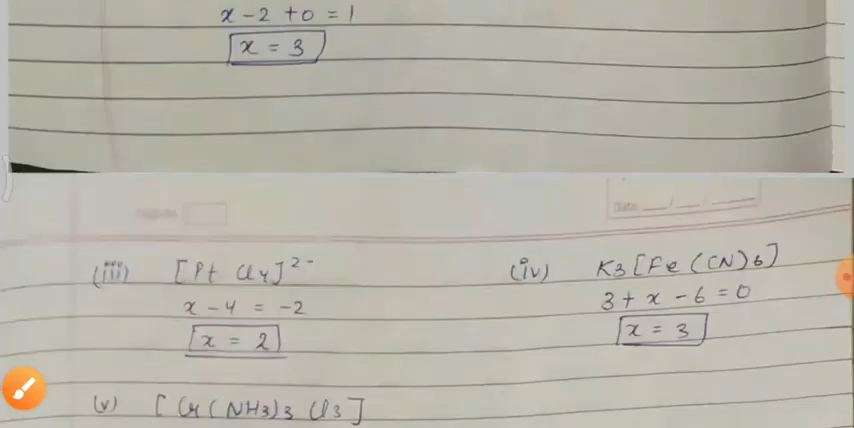 x - 2 + 0 = 1
x = 3
Date
(iii) [Pt Cl4]2-
x - 4 = -2
x = 2
(iv) K3[Fe(CN)6]
3 + x - 6 = 0
x = 3
(v) [Cr(NH3)3 Cl3]